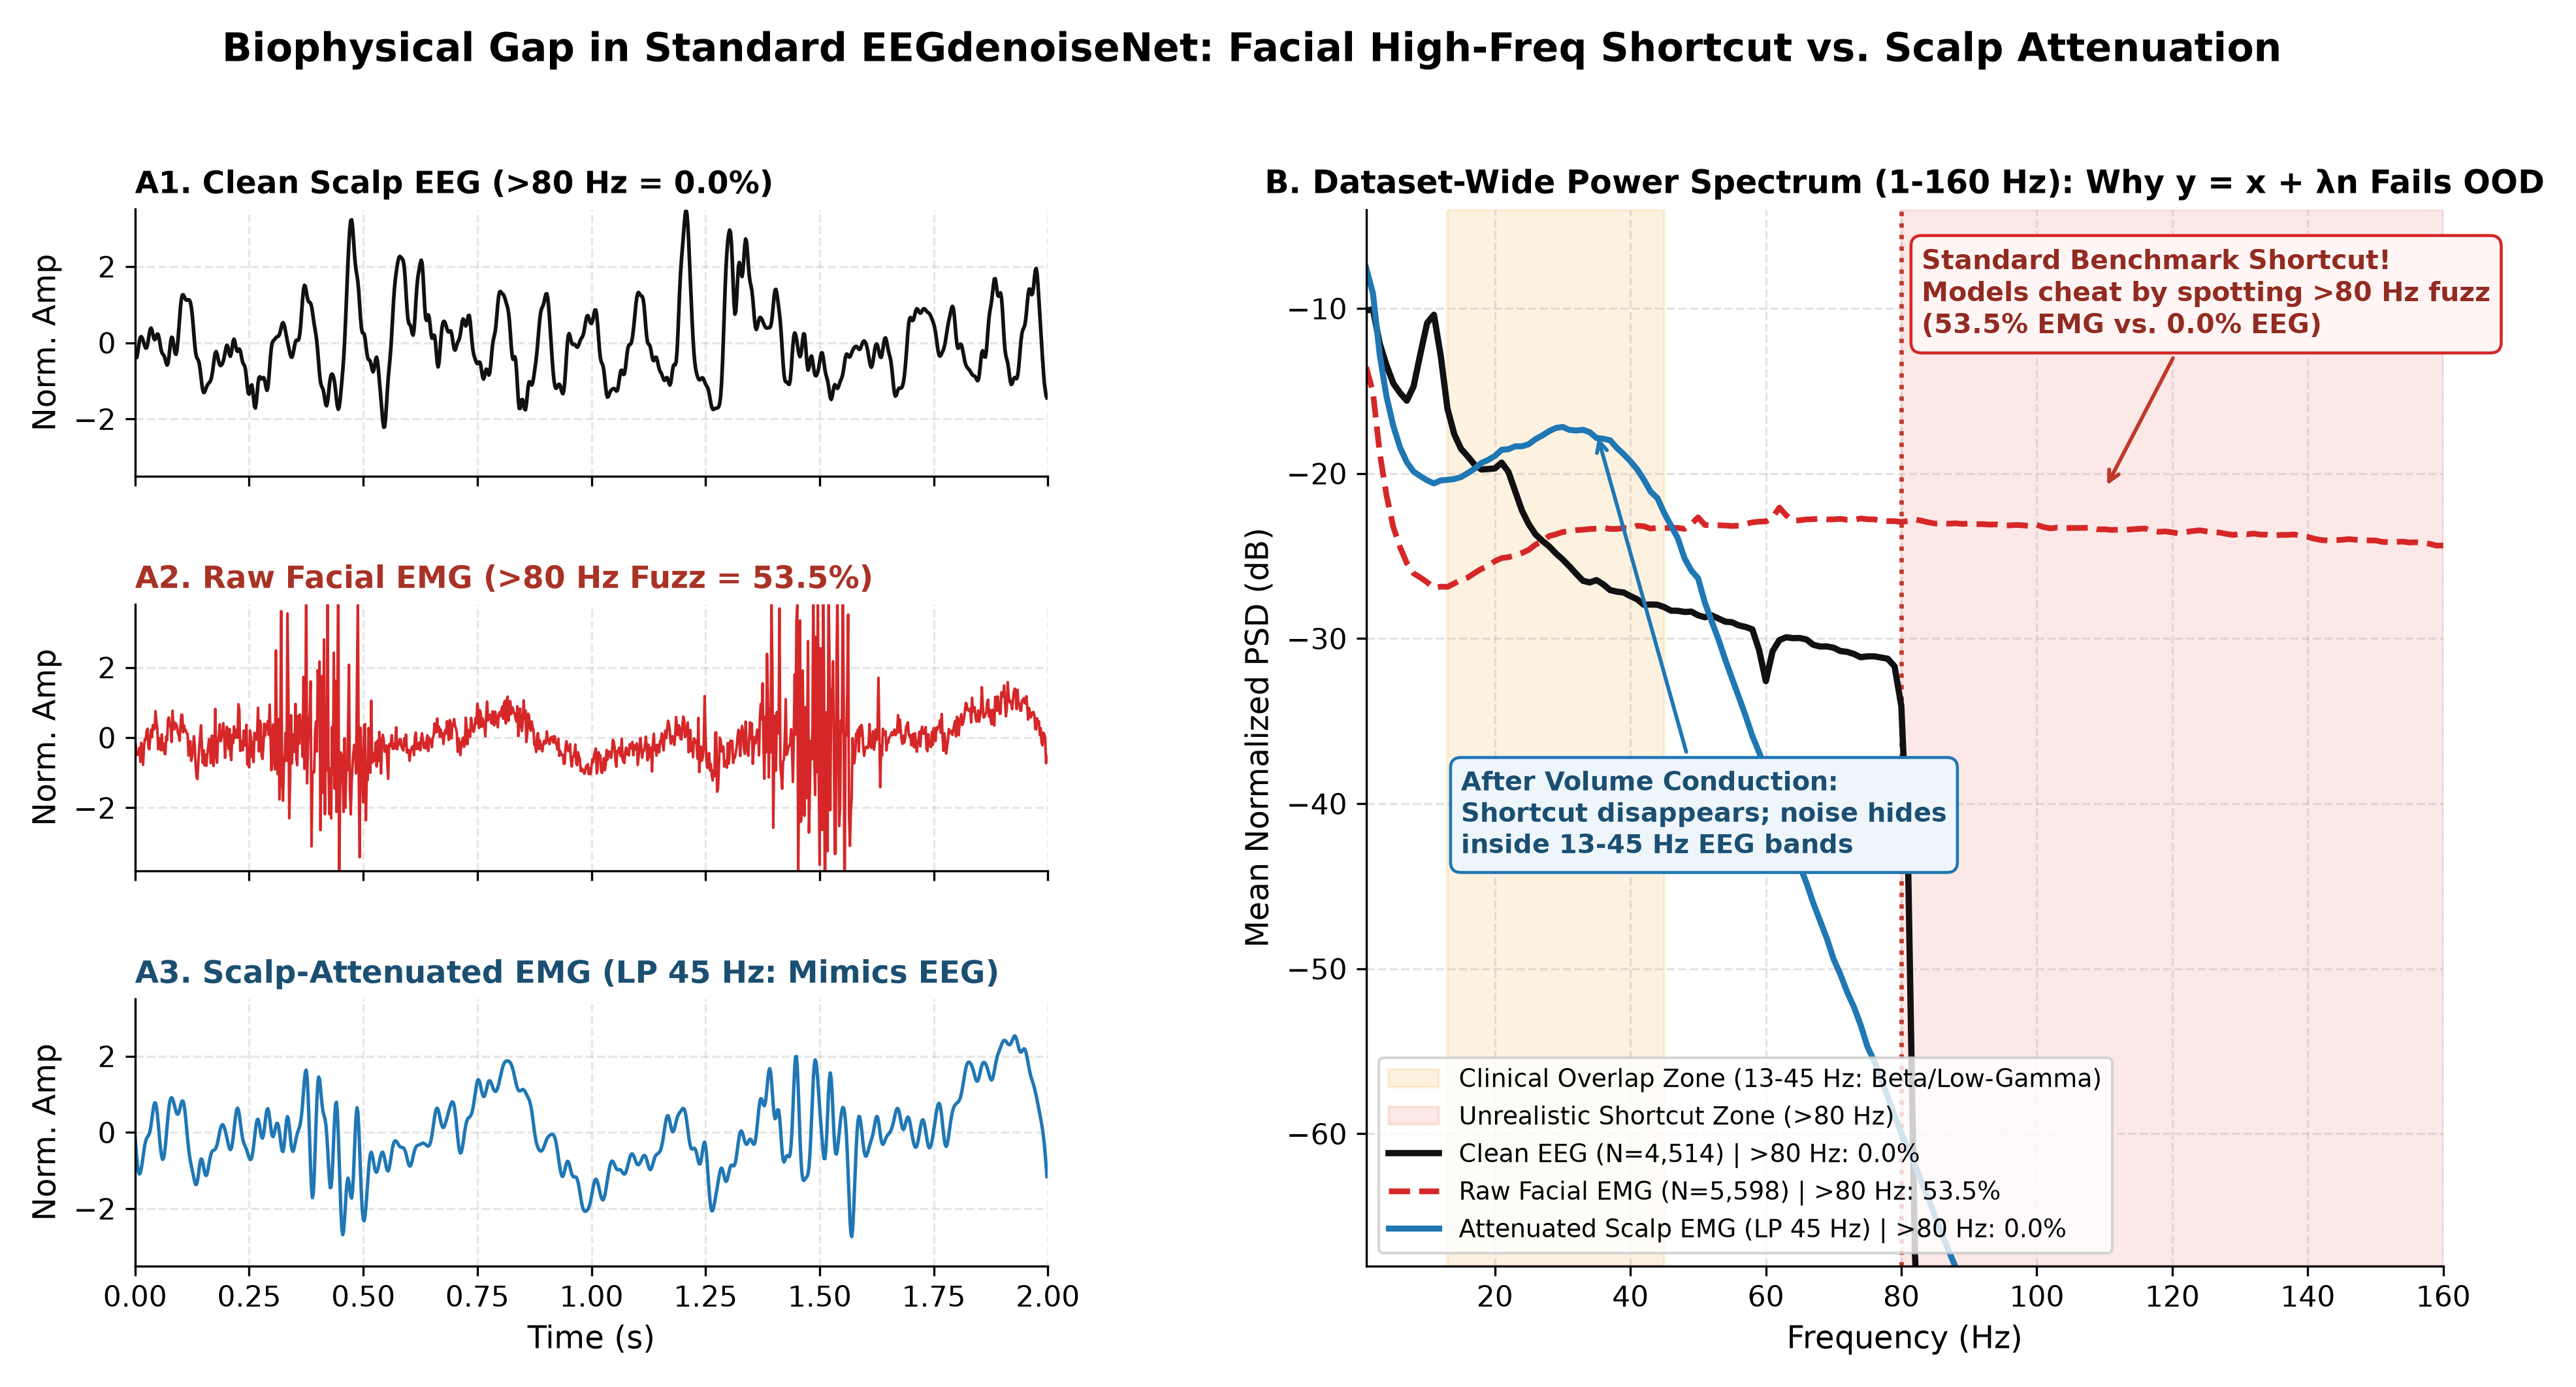 Biophysical Gap in Standard EEGdenoiseNet: Facial High-Freq Shortcut vs. Scalp Attenuation
A1. Clean Scalp EEG (>80 Hz = 0.0%)
Norm. Amp
2
0
−2
A2. Raw Facial EMG (>80 Hz Fuzz = 53.5%)
Norm. Amp
2
0
−2
A3. Scalp-Attenuated EMG (LP 45 Hz: Mimics EEG)
Norm. Amp
2
0
−2
0.00 0.25 0.50 0.75 1.00 1.25 1.50 1.75 2.00
Time (s)
B. Dataset-Wide Power Spectrum (1-160 Hz): Why y = x + λn Fails OOD
Mean Normalized PSD (dB)
−10
−20
−30
−40
−50
−60
Standard Benchmark Shortcut!
Models cheat by spotting >80 Hz fuzz
(53.5% EMG vs. 0.0% EEG)
After Volume Conduction:
Shortcut disappears; noise hides
inside 13-45 Hz EEG bands
Clinical Overlap Zone (13-45 Hz: Beta/Low-Gamma)
Unrealistic Shortcut Zone (>80 Hz)
Clean EEG (N=4,514) | >80 Hz: 0.0%
Raw Facial EMG (N=5,598) | >80 Hz: 53.5%
Attenuated Scalp EMG (LP 45 Hz) | >80 Hz: 0.0%
20 40 60 80 100 120 140 160
Frequency (Hz)